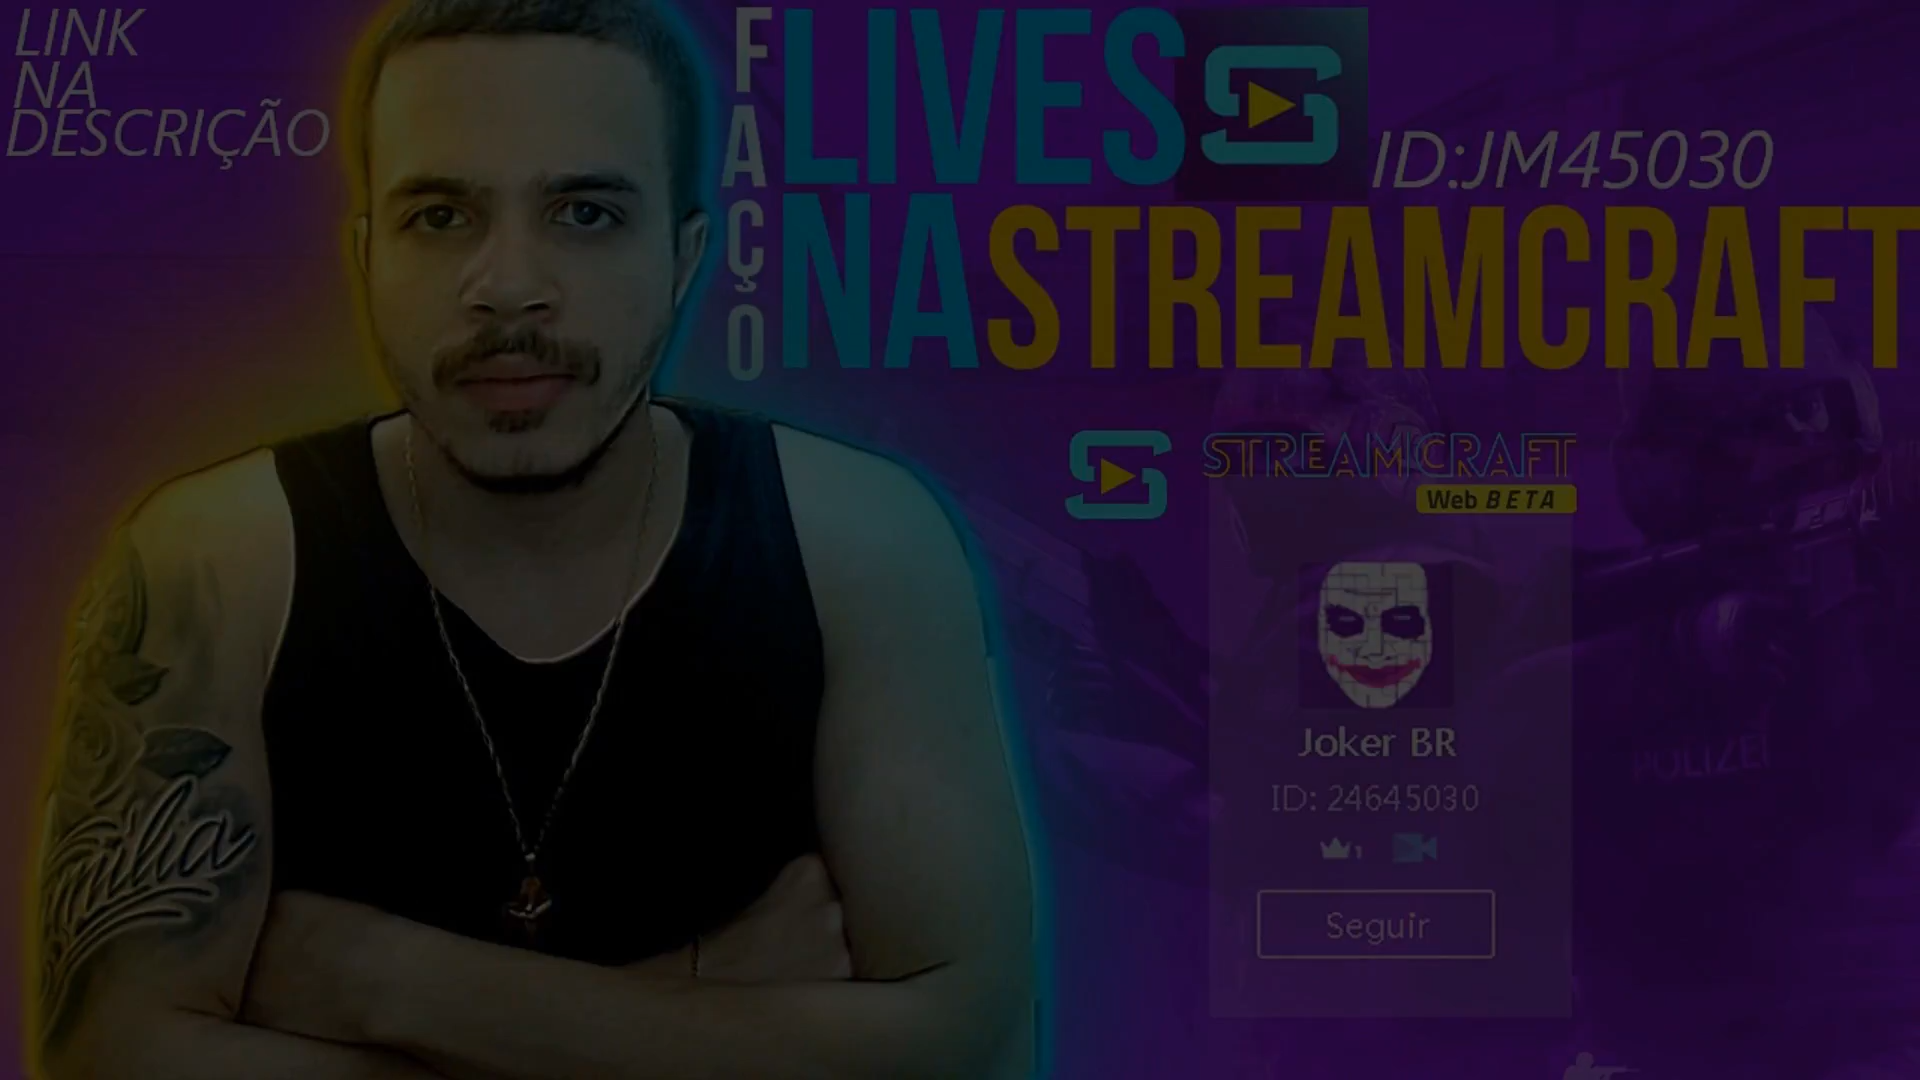 LINK
NA
DESCRIÇÃO
FAÇO
LIVES
ID:JM45030
NA STREAMCRAFT
STREAMCRAFT
Web BETA
Joker BR
ID: 24645030
1
Seguir
POLIZEI